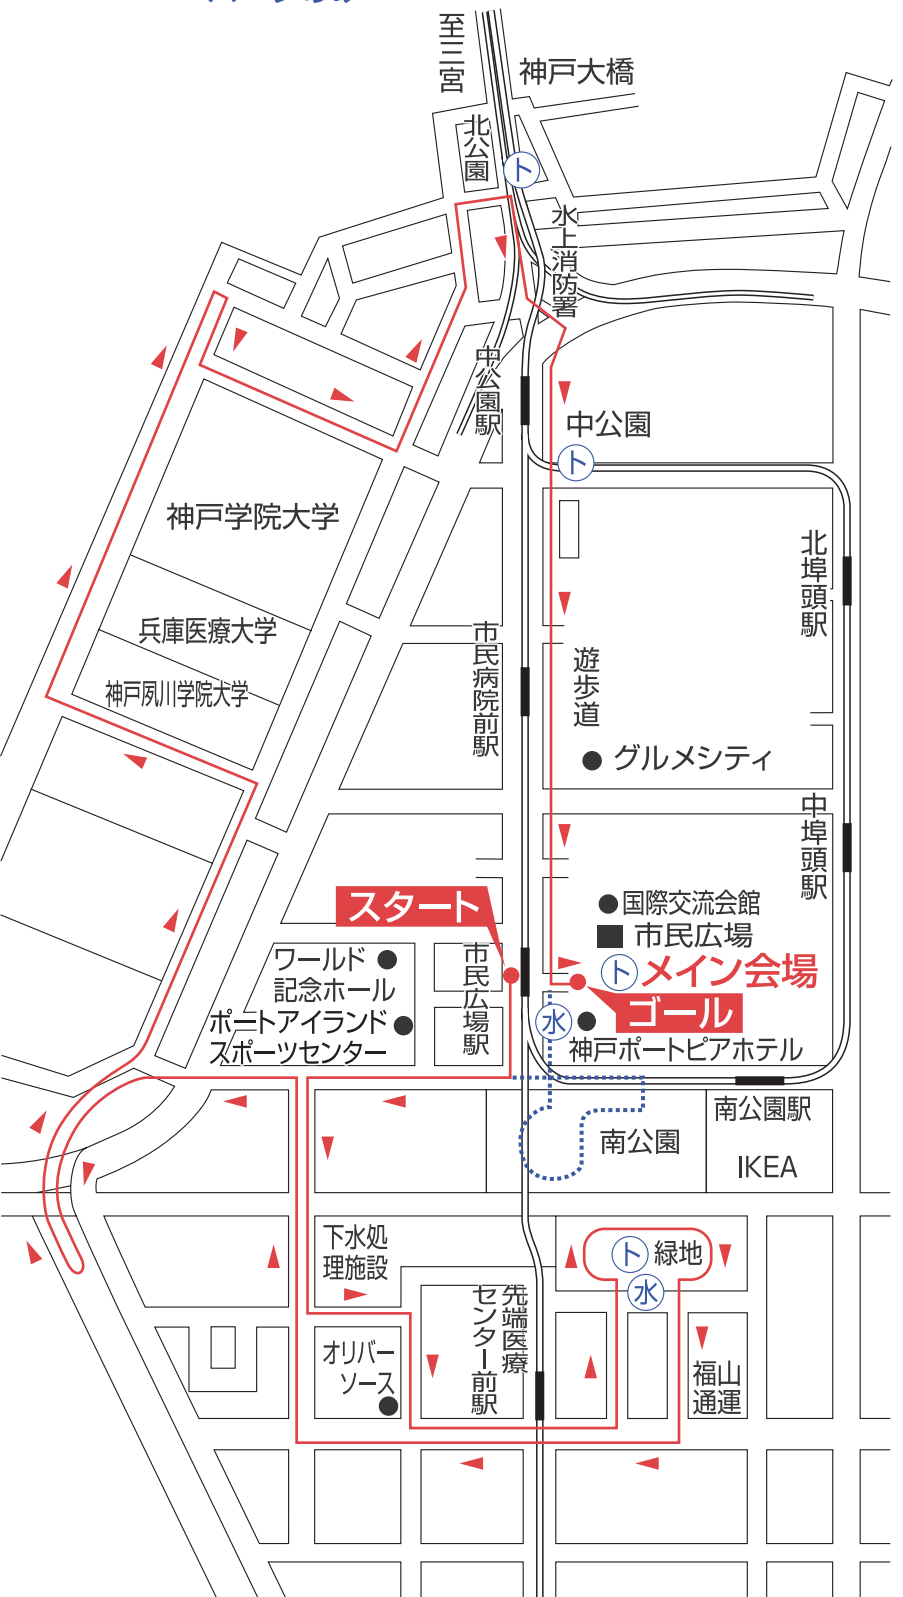 至三宮
神戸大橋
北公園
ト
水上消防署
中公園駅
中公園
ト
神戸学院大学
北埠頭駅
兵庫医療大学
市民病院前駅
遊歩道
神戸夙川学院大学
グルメシティ
中埠頭駅
スタート
国際交流会館
市民広場
ト
メイン会場
ワールド
記念ホール
市民広場駅
ゴール
ポートアイランド
スポーツセンター
水
神戸ポートピアホテル
南公園駅
南公園
IKEA
下水処
理施設
ト
緑地
水
先端医療
センター前駅
オリバー
ソース
福山
通運